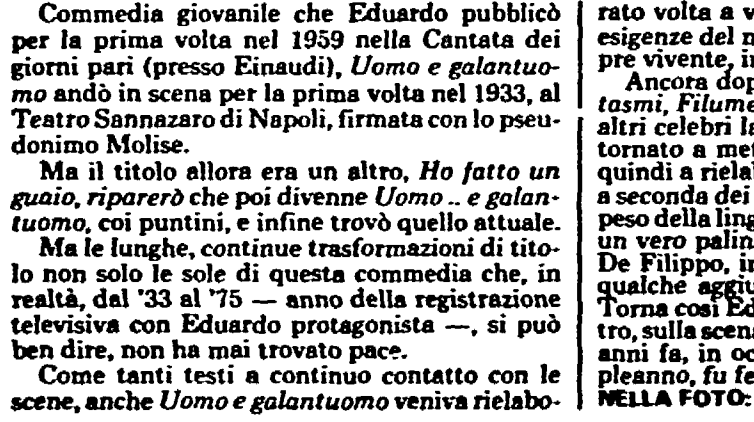 Commedia giovanile che Eduardo pubblicò
per la prima volta nel 1959 nella Cantata dei
giorni pari (presso Einaudi), Uomo e galantuo-
mo andò in scena per la prima volta nel 1933, al
Teatro Sannazaro di Napoli, firmata con lo pseu-
donimo Molise.
Ma il titolo allora era un altro, Ho fatto un
guaio, riparerò che poi divenne Uomo .. e galan-
tuomo, coi puntini, e infine trovò quello attuale.
Ma le lunghe, continue trasformazioni di tito-
lo non solo le sole di questa commedia che, in
realtà, dal '33 al '75 — anno della registrazione
televisiva con Eduardo protagonista —, si può
ben dire, non ha mai trovato pace.
Come tanti testi a continuo contatto con le
scene, anche Uomo e galantuomo veniva rielabo-
rato volta a v
esigenze del n
pre vivente, i
Ancora dop
tasmi, Filume
altri celebri la
tornato a met
quindi a riela
a seconda dei
peso della ling
un vero palin
De Filippo, i
qualche aggiu
Torna così Ed
tro, sulla scena
anni fa, in oc
pleanno, fu fe
NELLA FOTO: